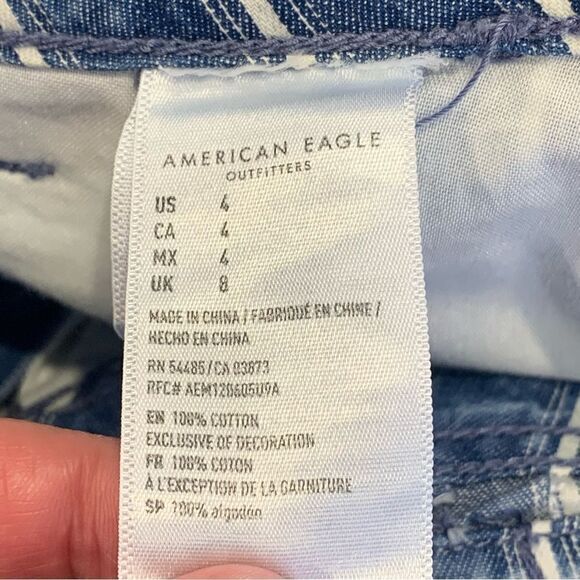 AMERICAN EAGLE
OUTFITTERS
US 4
CA 4
MX 4
UK 8
MADE IN CHINA / FABRIQUÉ EN CHINE /
HECHO EN CHINA
RN 54485/CA 03873
RFC# AEM120605U9A
EN 100% COTTON
EXCLUSIVE OF DECORATION
FR 100% COTON
À L'EXCEPTION DE LA GARNITURE
SP 100% algodón